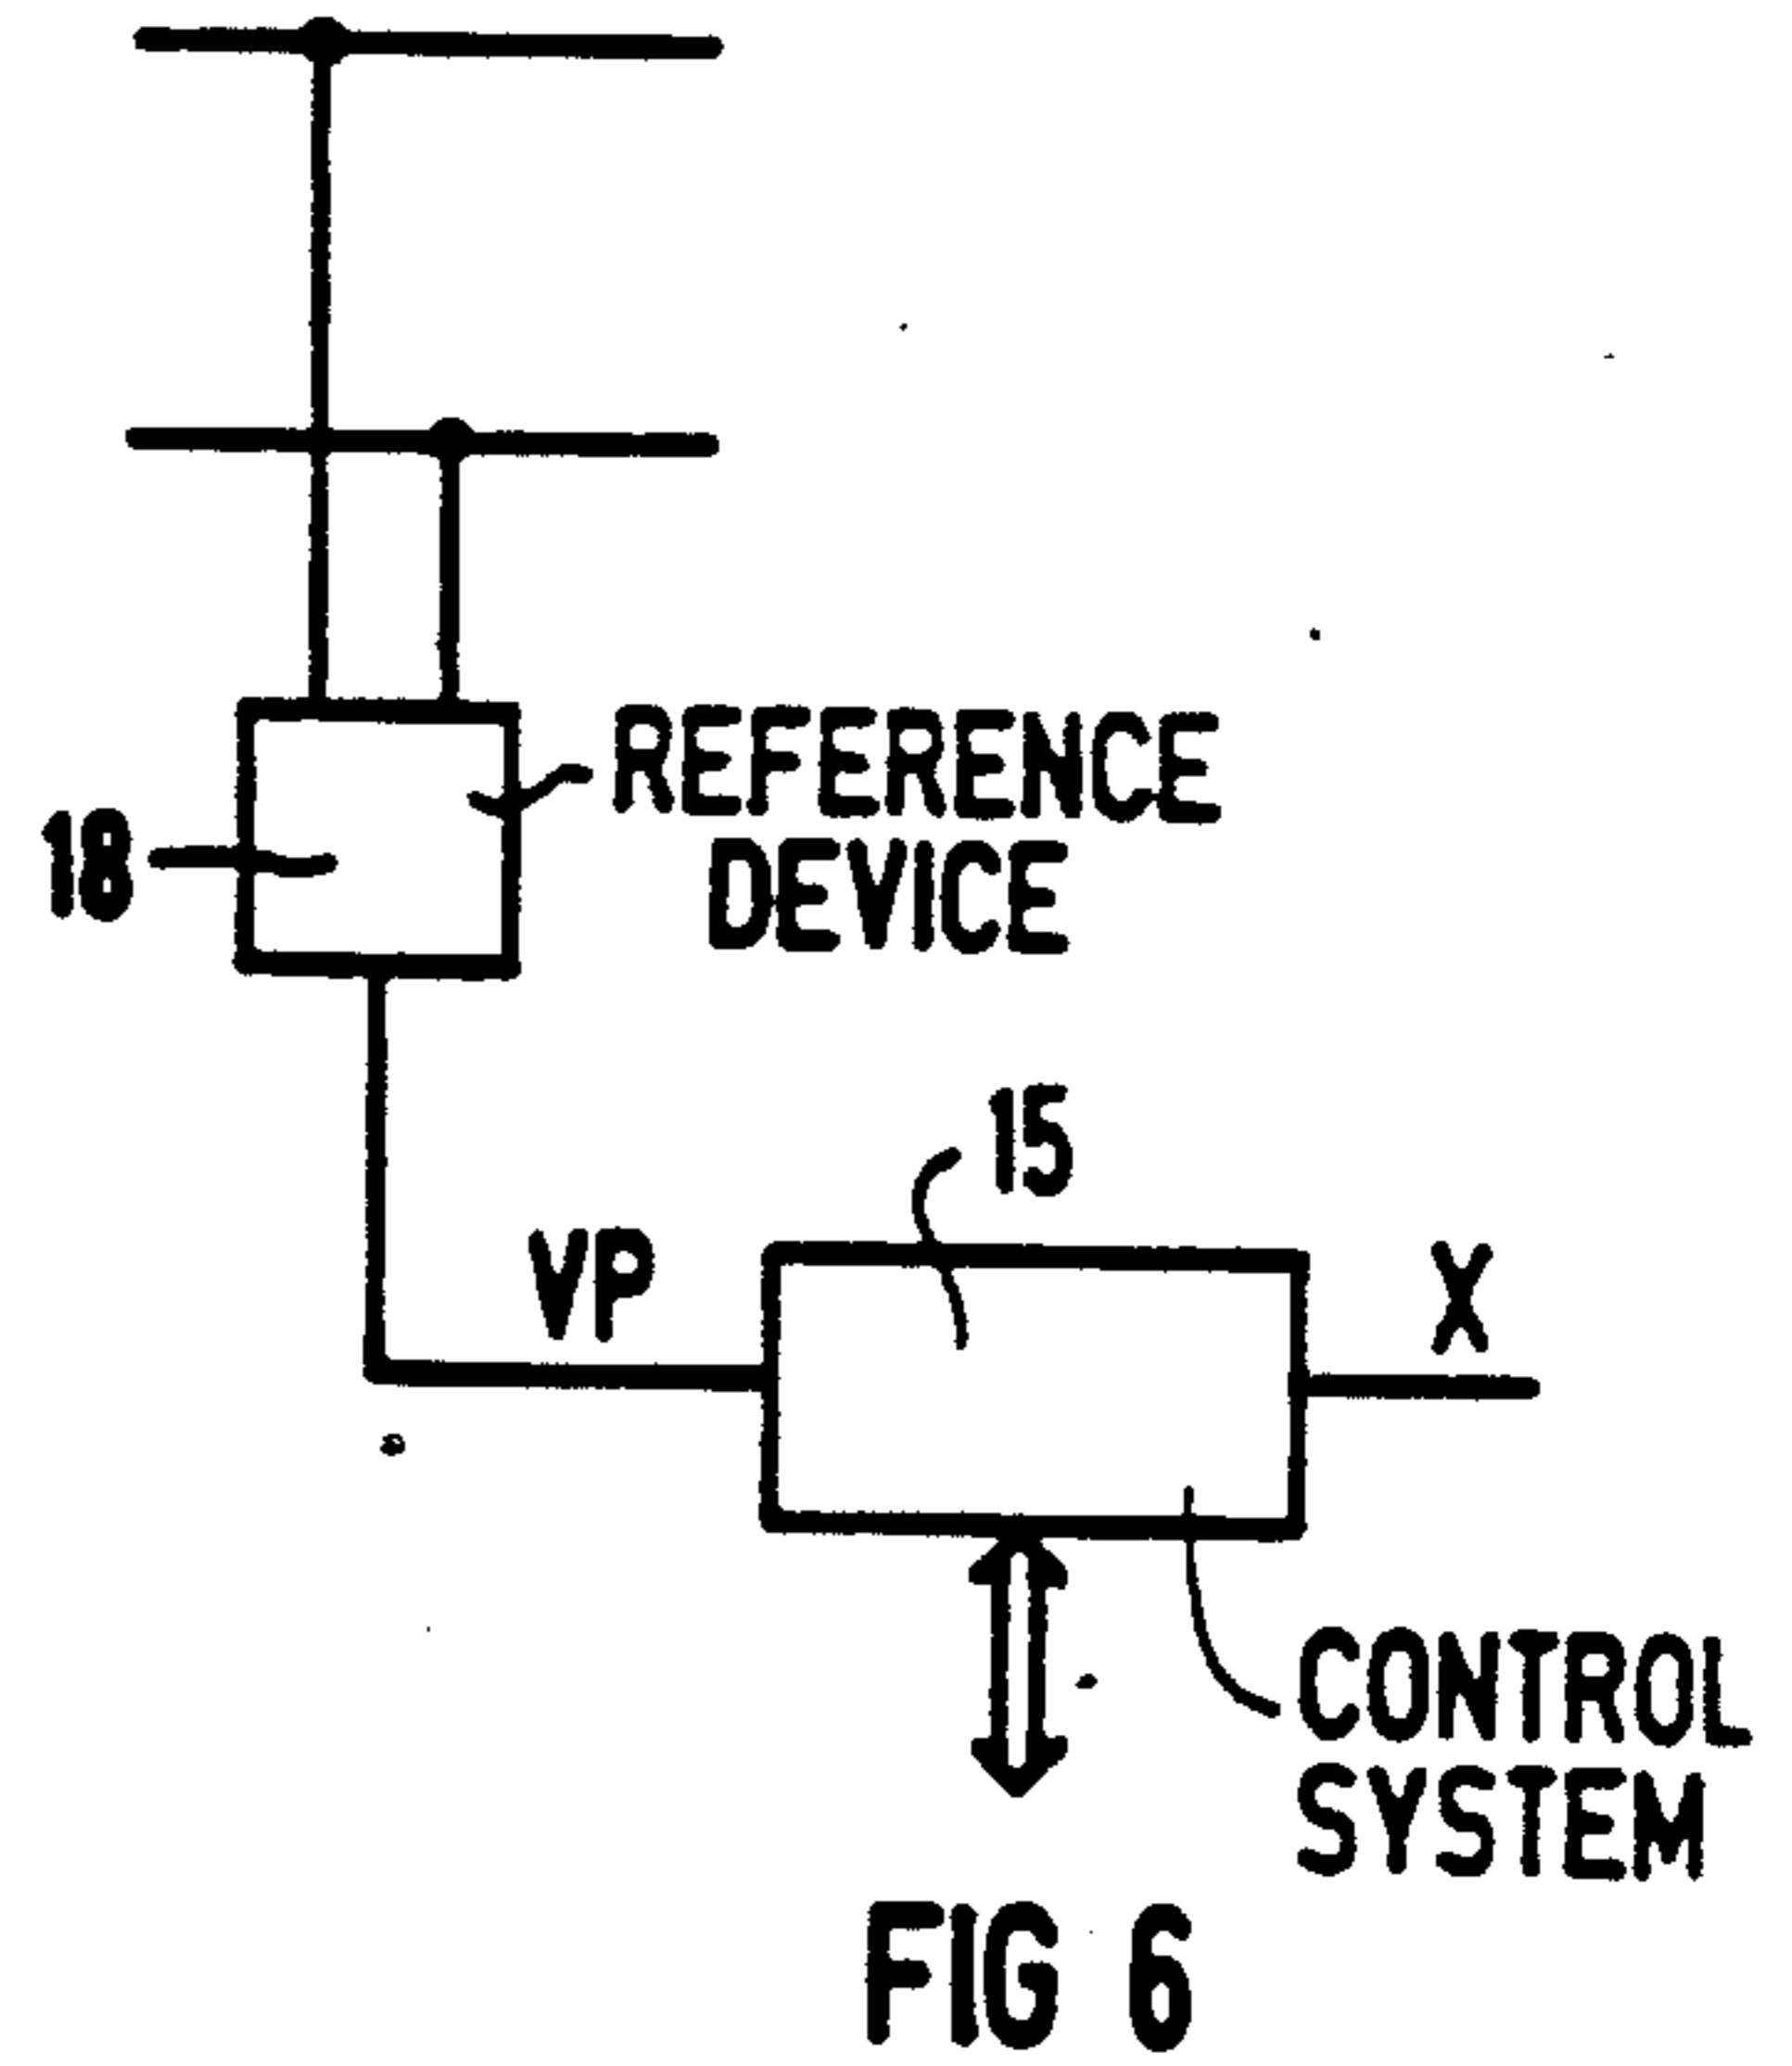 REFERENCE
DEVICE
18
15
VP
X
CONTROL
SYSTEM
FIG 6